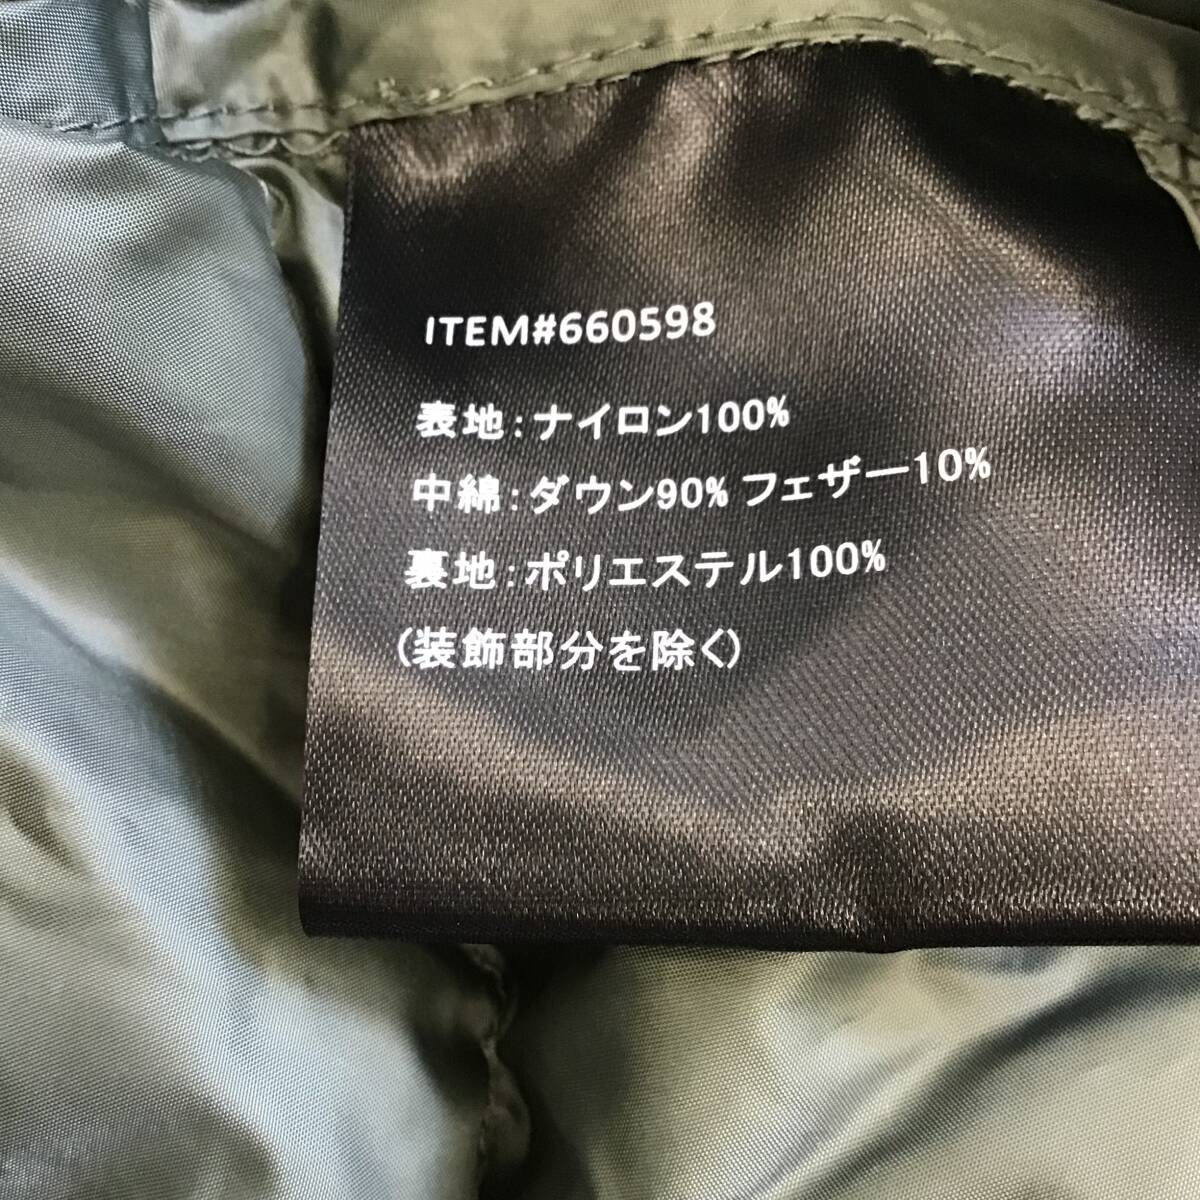 ITEM#660598
表地:ナイロン100%
中綿:ダウン90% フェザー10%
裏地:ポリエステル100%
(装飾部分を除く)